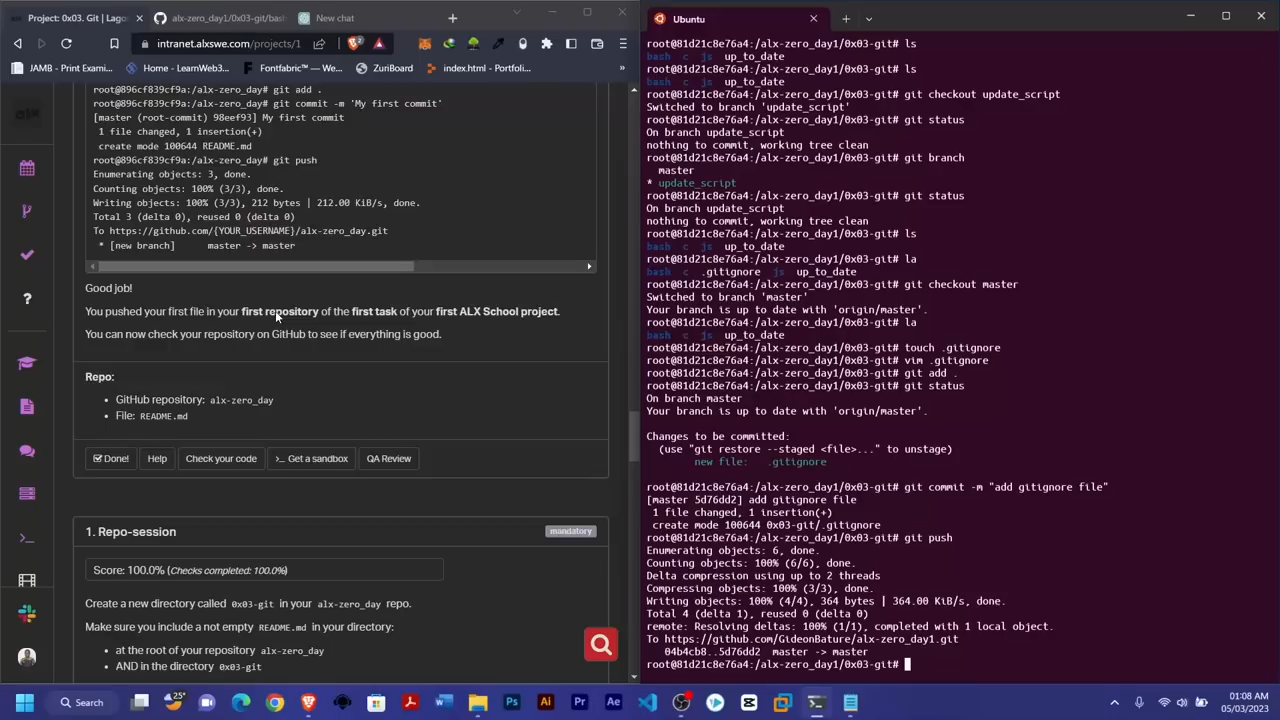 Project: 0x03. Git | Lago
alx-zero_day1/0x03-git/bas
New chat
intranet.alxswe.com/projects/1
JAMB - Print Exami...
Home - LearnWeb3...
Fontfabric™ — We...
ZuriBoard
index.html - Portfolio...
root@896cf839cf9a:/alx-zero_day# git add .
root@896cf839cf9a:/alx-zero_day# git commit -m 'My first commit'
[master (root-commit) 98eef93] My first commit
1 file changed, 1 insertion(+)
create mode 100644 README.md
root@896cf839cf9a:/alx-zero_day# git push
Enumerating objects: 3, done.
Counting objects: 100% (3/3), done.
Writing objects: 100% (3/3), 212 bytes | 212.00 KiB/s, done.
Total 3 (delta 0), reused 0 (delta 0)
To https://github.com/{YOUR_USERNAME}/alx-zero_day.git
* [new branch] master -> master
Good job!
You pushed your first file in your first repository of the first task of your first ALX School project.
You can now check your repository on GitHub to see if everything is good.
Repo:
GitHub repository: alx-zero_day
File: README.md
Done!
Help
Check your code
>_ Get a sandbox
QA Review
1. Repo-session
mandatory
Score: 100.0% (Checks completed: 100.0%)
Create a new directory called 0x03-git in your alx-zero_day repo.
Make sure you include a not empty README.md in your directory:
at the root of your repository alx-zero_day
AND in the directory 0x03-git
Ubuntu
root@81d21c8e76a4:/alx-zero_day1/0x03-git# ls
bash c js up_to_date
root@81d21c8e76a4:/alx-zero_day1/0x03-git# ls
bash c js up_to_date
root@81d21c8e76a4:/alx-zero_day1/0x03-git# git checkout update_script
Switched to branch 'update_script'
root@81d21c8e76a4:/alx-zero_day1/0x03-git# git status
On branch update_script
nothing to commit, working tree clean
root@81d21c8e76a4:/alx-zero_day1/0x03-git# git branch
master
* update_script
root@81d21c8e76a4:/alx-zero_day1/0x03-git# git status
On branch update_script
nothing to commit, working tree clean
root@81d21c8e76a4:/alx-zero_day1/0x03-git# ls
bash c js up_to_date
root@81d21c8e76a4:/alx-zero_day1/0x03-git# la
bash c .gitignore js up_to_date
root@81d21c8e76a4:/alx-zero_day1/0x03-git# git checkout master
Switched to branch 'master'
Your branch is up to date with 'origin/master'.
root@81d21c8e76a4:/alx-zero_day1/0x03-git# la
bash c js up_to_date
root@81d21c8e76a4:/alx-zero_day1/0x03-git# touch .gitignore
root@81d21c8e76a4:/alx-zero_day1/0x03-git# vim .gitignore
root@81d21c8e76a4:/alx-zero_day1/0x03-git# git add .
root@81d21c8e76a4:/alx-zero_day1/0x03-git# git status
On branch master
Your branch is up to date with 'origin/master'.
Changes to be committed:
(use "git restore --staged <file>..." to unstage)
new file: .gitignore
root@81d21c8e76a4:/alx-zero_day1/0x03-git# git commit -m "add gitignore file"
[master 5d76dd2] add gitignore file
1 file changed, 1 insertion(+)
create mode 100644 0x03-git/.gitignore
root@81d21c8e76a4:/alx-zero_day1/0x03-git# git push
Enumerating objects: 6, done.
Counting objects: 100% (6/6), done.
Delta compression using up to 2 threads
Compressing objects: 100% (3/3), done.
Writing objects: 100% (4/4), 364 bytes | 364.00 KiB/s, done.
Total 4 (delta 1), reused 0 (delta 0)
remote: Resolving deltas: 100% (1/1), completed with 1 local object.
To https://github.com/GideonBature/alx-zero_day1.git
04b4cb8..5d76dd2 master -> master
root@81d21c8e76a4:/alx-zero_day1/0x03-git#
Search
25°
Ps
Ai
Pr
Ae
01:08 AM
05/03/2023